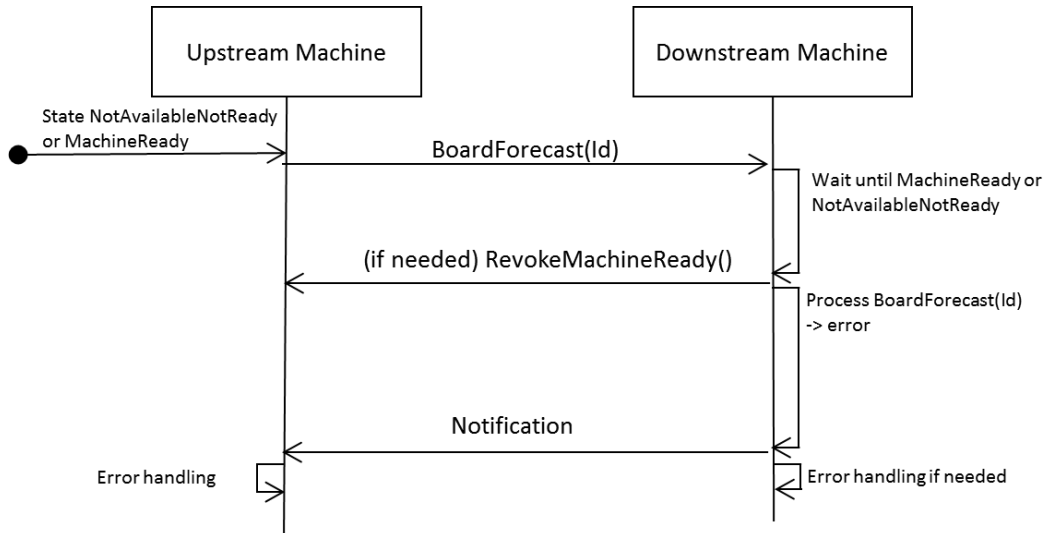 Upstream Machine
Downstream Machine
State NotAvailableNotReady
or MachineReady
BoardForecast(Id)
Wait until MachineReady or
NotAvailableNotReady
(if needed) RevokeMachineReady()
Process BoardForecast(Id)
-> error
Notification
Error handling
Error handling if needed